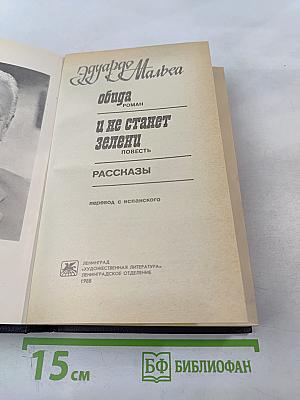 Эдуардо
Мальеа
обида
РОМАН
и не станет
зелени
ПОВЕСТЬ
РАССКАЗЫ
перевод с испанского
ЛЕНИНГРАД
«ХУДОЖЕСТВЕННАЯ ЛИТЕРАТУРА»
ЛЕНИНГРАДСКОЕ ОТДЕЛЕНИЕ
1988
15 см
БФ БИБЛИОФАН